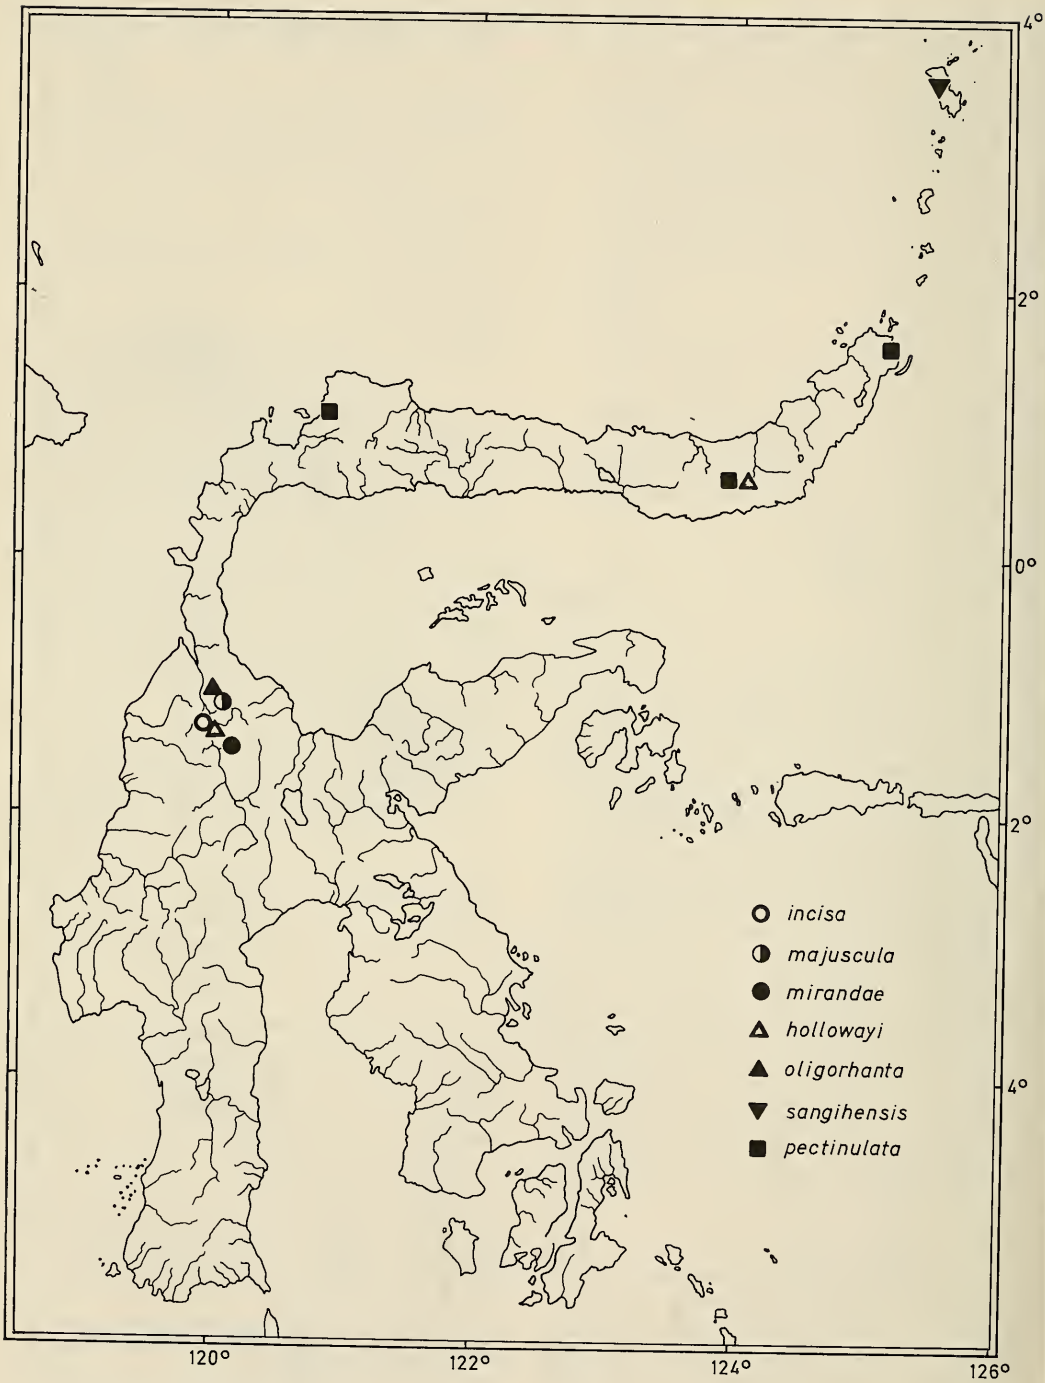 4°
2°
0°
2°
incisa
majuscula
mirandae
hollowayi
oligorhanta
4°
sangihensis
pectinulata
120°
122°
124°
126°